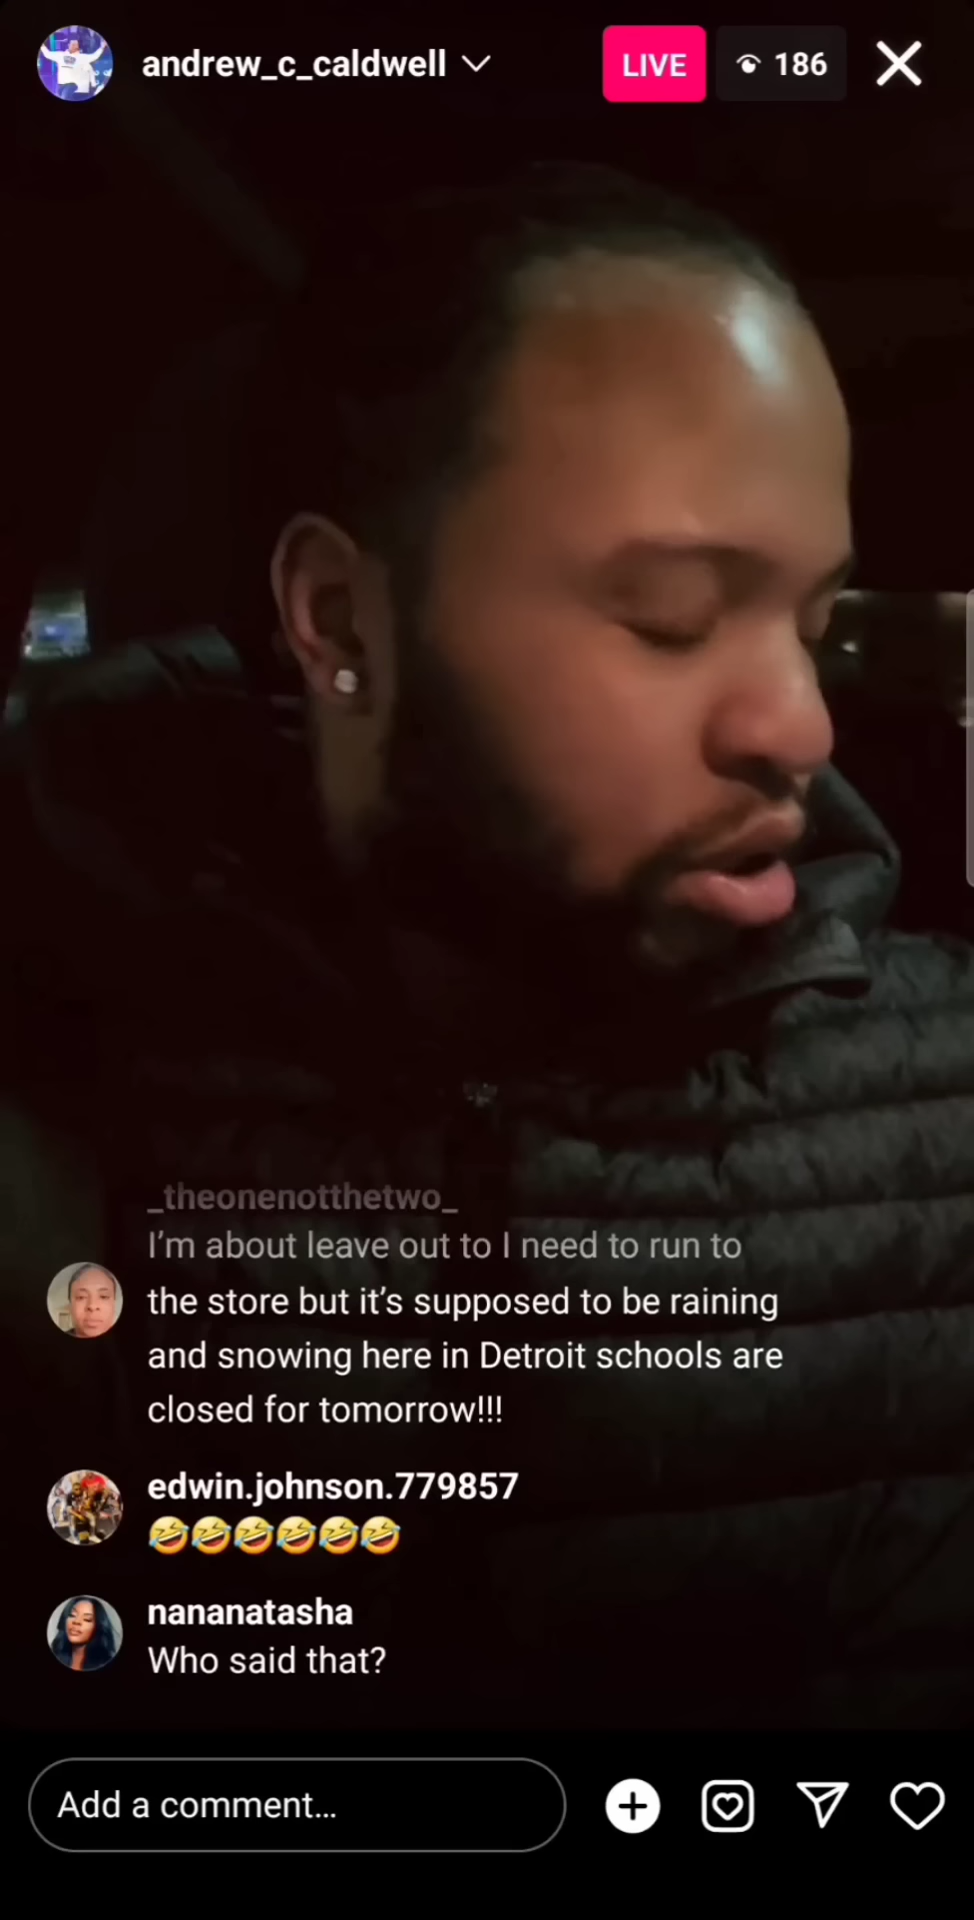 andrew_c_caldwell
LIVE
186
_theonenotthetwo_
I’m about leave out to I need to run to
the store but it’s supposed to be raining
and snowing here in Detroit schools are
closed for tomorrow!!!
edwin.johnson.779857
🤣🤣🤣🤣🤣🤣
nananatasha
Who said that?
Add a comment...